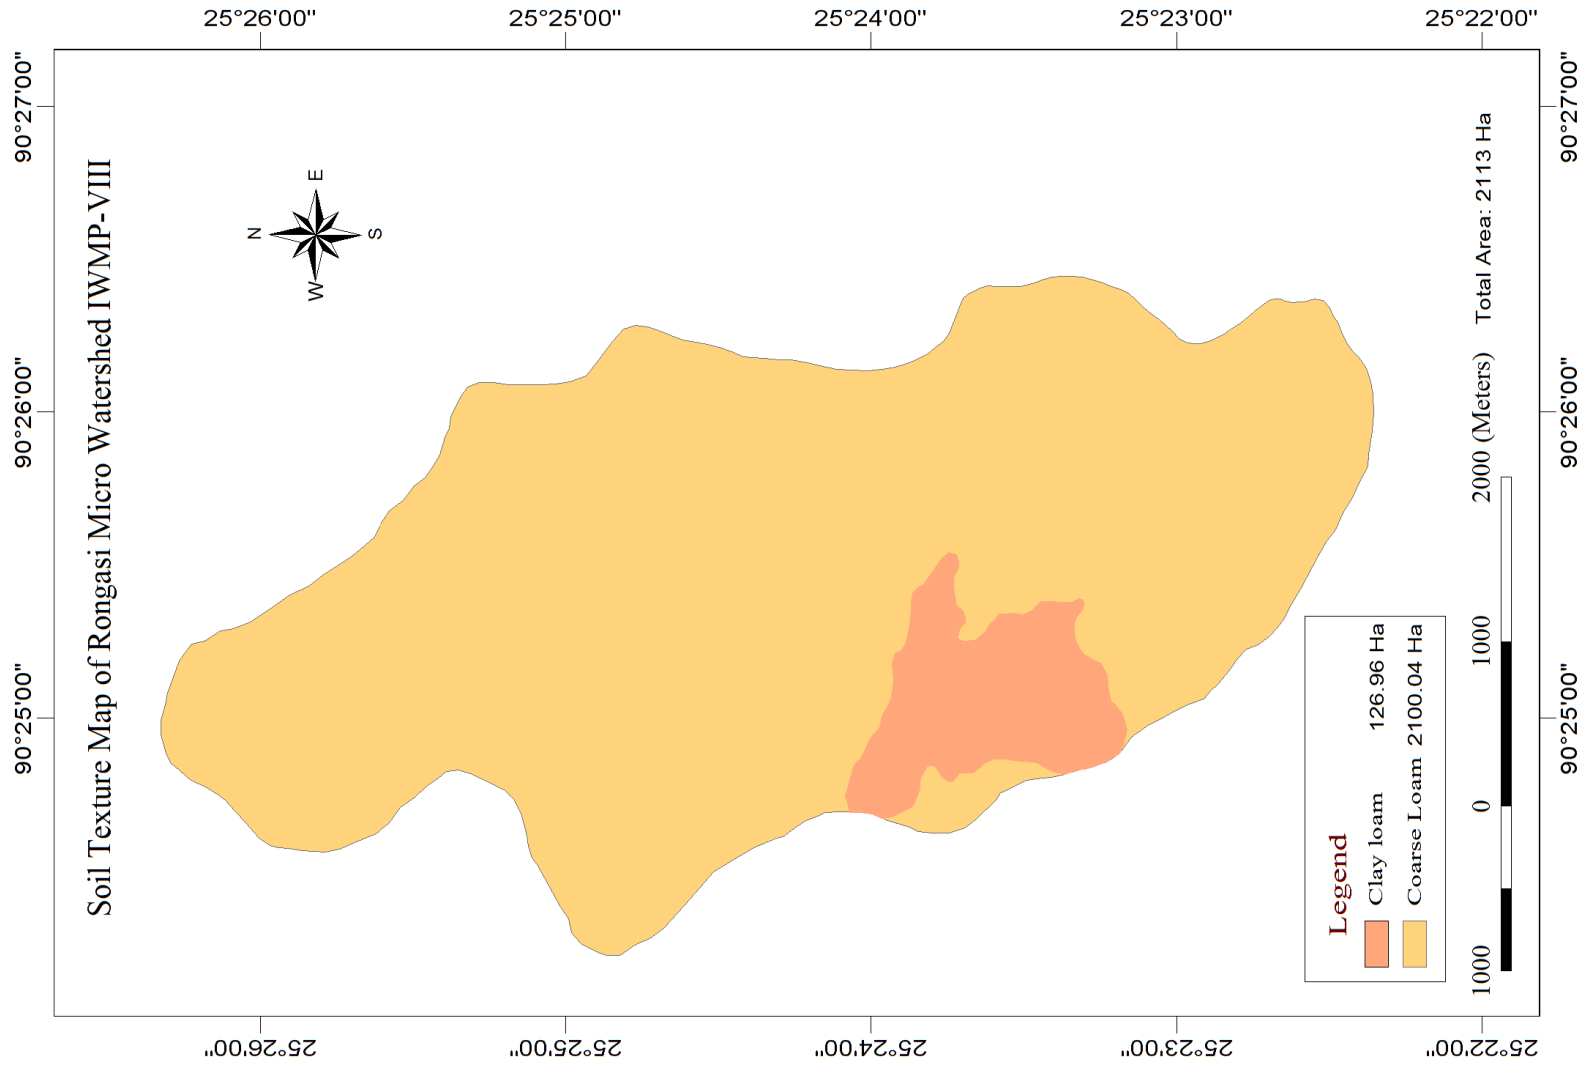 25°26'00" 25°25'00" 25°24'00" 25°23'00" 25°22'00"
90°27'00"
90°26'00"
90°25'00"
Soil Texture Map of Rongasi Micro Watershed IWMP-VIII
N
E
S
W
Legend
Clay loam 126.96 Ha
Coarse Loam 2100.04 Ha
1000 0 1000 2000 (Meters) Total Area: 2113 Ha
90°27'00"
90°26'00"
90°25'00"
25°26'00" 25°25'00" 25°24'00" 25°23'00" 25°22'00"